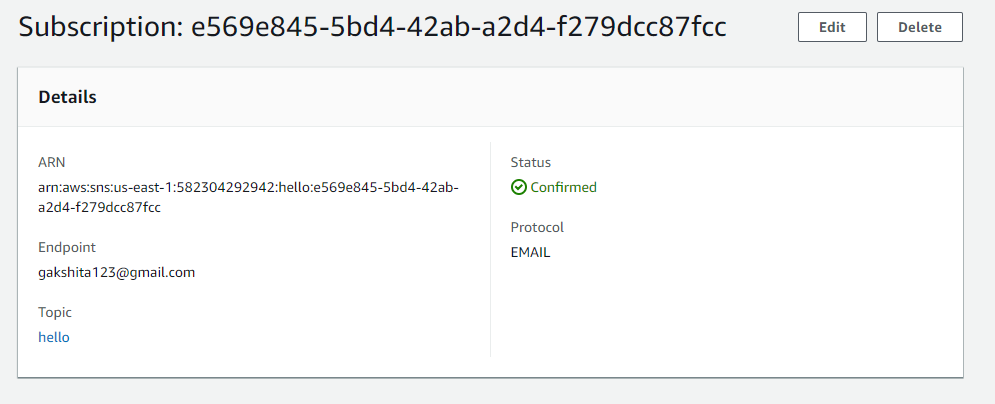 Subscription: e569e845-5bd4-42ab-a2d4-f279dcc87fcc
Edit
Delete
Details
ARN
arn:aws:sns:us-east-1:582304292942:hello:e569e845-5bd4-42ab-
a2d4-f279dcc87fcc
Endpoint
gakshita123@gmail.com
Topic
hello
Status
Confirmed
Protocol
EMAIL